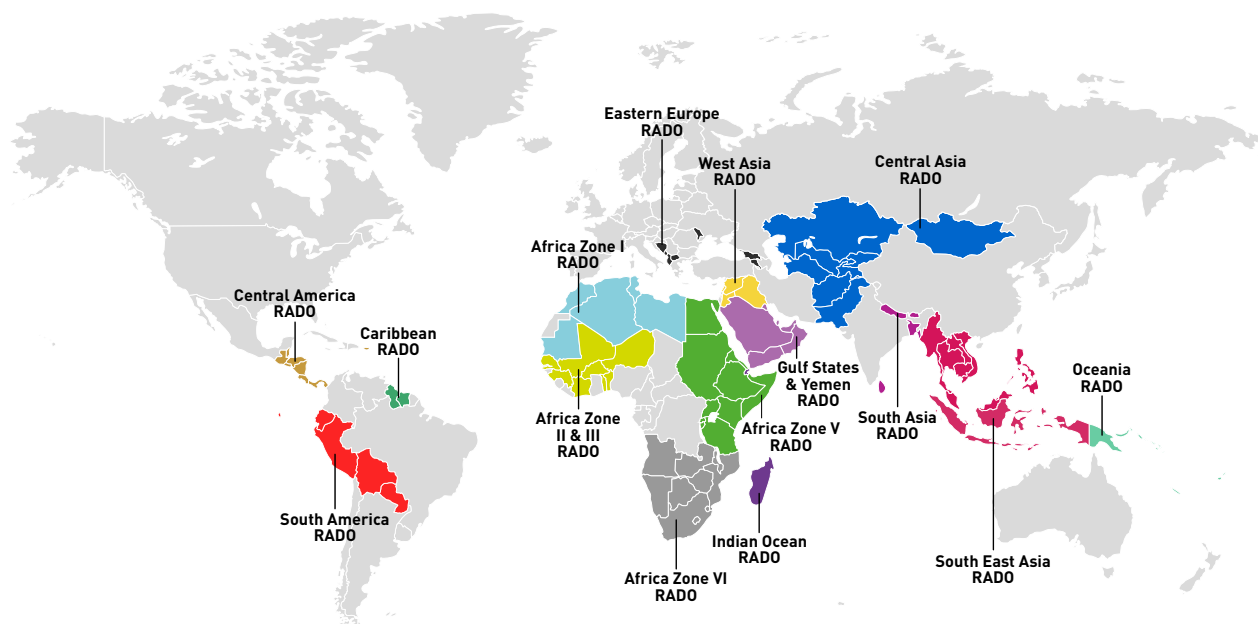 Eastern Europe
RADO
West Asia
RADO
Central Asia
RADO
Africa Zone I
RADO
Central America
RADO
Caribbean
RADO
Gulf States
& Yemen
RADO
Oceania
RADO
Africa Zone
II & III
RADO
Africa Zone V
RADO
South Asia
RADO
South America
RADO
Indian Ocean
RADO
South East Asia
RADO
Africa Zone VI
RADO